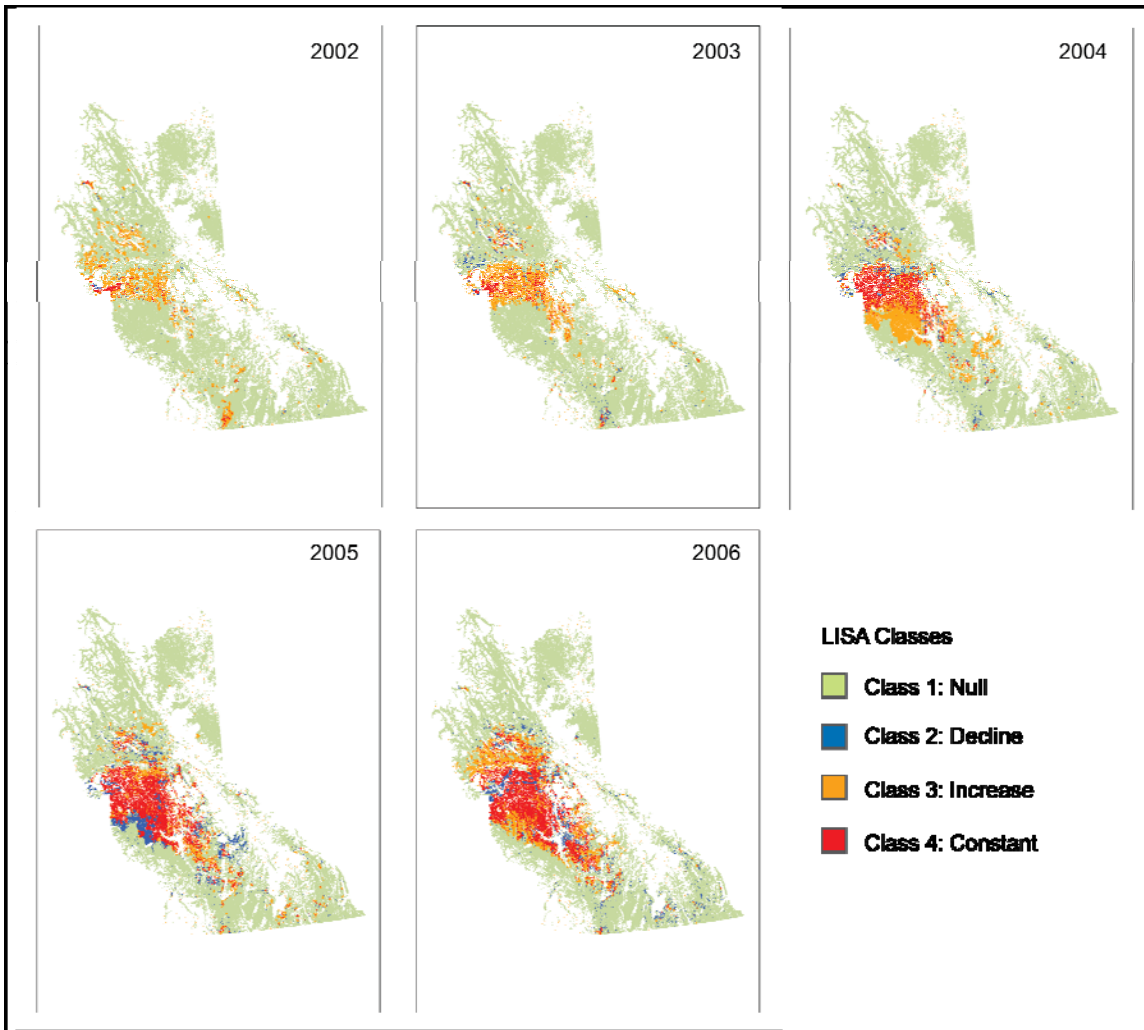 2002
2003
2004
2005
2006
LISA Classes
Class 1: Null
Class 2: Decline
Class 3: Increase
Class 4: Constant